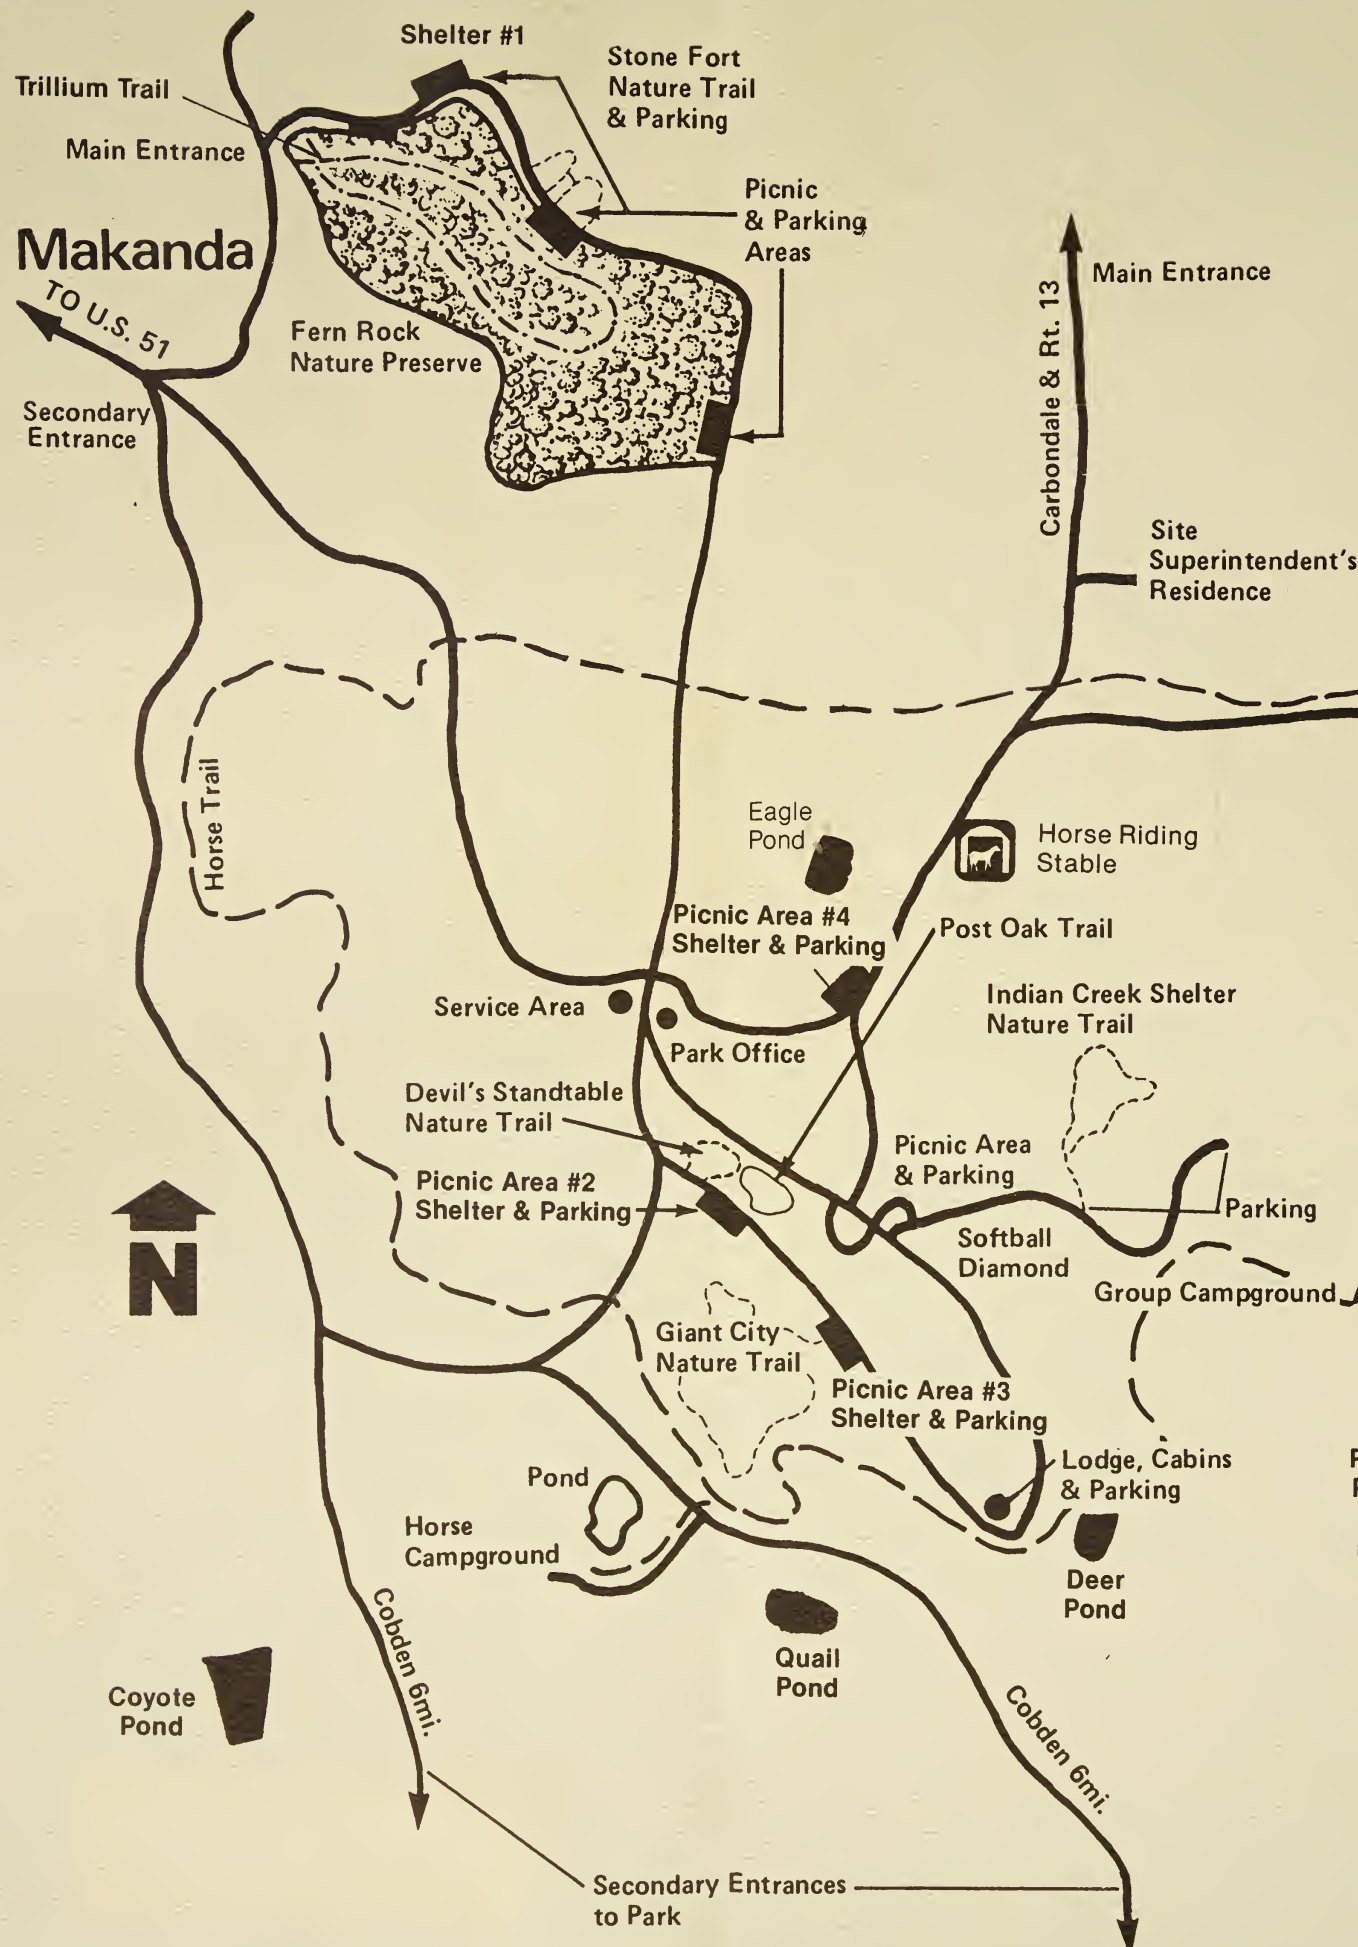 Shelter #1
Stone Fort
Nature Trail
& Parking
Trillium Trail
Main Entrance
Picnic
& Parking
Areas
Makanda
TO U.S. 51
Fern Rock
Nature Preserve
Secondary
Entrance
Main Entrance
Carbondale & Rt. 13
Site
Superintendent's
Residence
Horse Trail
Eagle
Pond
Horse Riding
Stable
Picnic Area #4
Shelter & Parking
Post Oak Trail
Service Area
Indian Creek Shelter
Nature Trail
Park Office
Devil's Standtable
Nature Trail
Picnic Area
& Parking
Picnic Area #2
Shelter & Parking
Parking
Softball
Diamond
N
Group Campground
Giant City
Nature Trail
Picnic Area #3
Shelter & Parking
Lodge, Cabins
& Parking
Pond
Horse
Campground
Deer
Pond
Quail
Pond
Coyote
Pond
Cobden 6mi.
Cobden 6mi.
Secondary Entrances
to Park